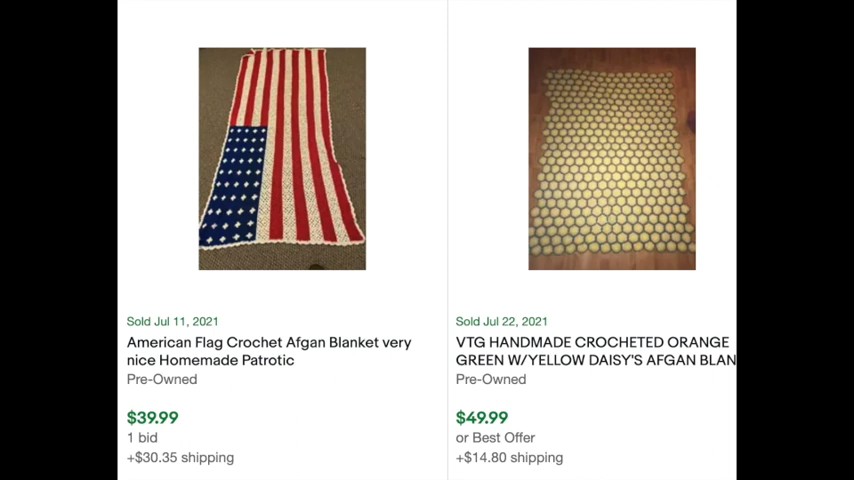 Sold Jul 11, 2021
American Flag Crochet Afgan Blanket very
nice Homemade Patrotic
Pre-Owned
$39.99
1 bid
+$30.35 shipping
Sold Jul 22, 2021
VTG HANDMADE CROCHETED ORANGE
GREEN W/YELLOW DAISY'S AFGAN BLAN
Pre-Owned
$49.99
or Best Offer
+$14.80 shipping